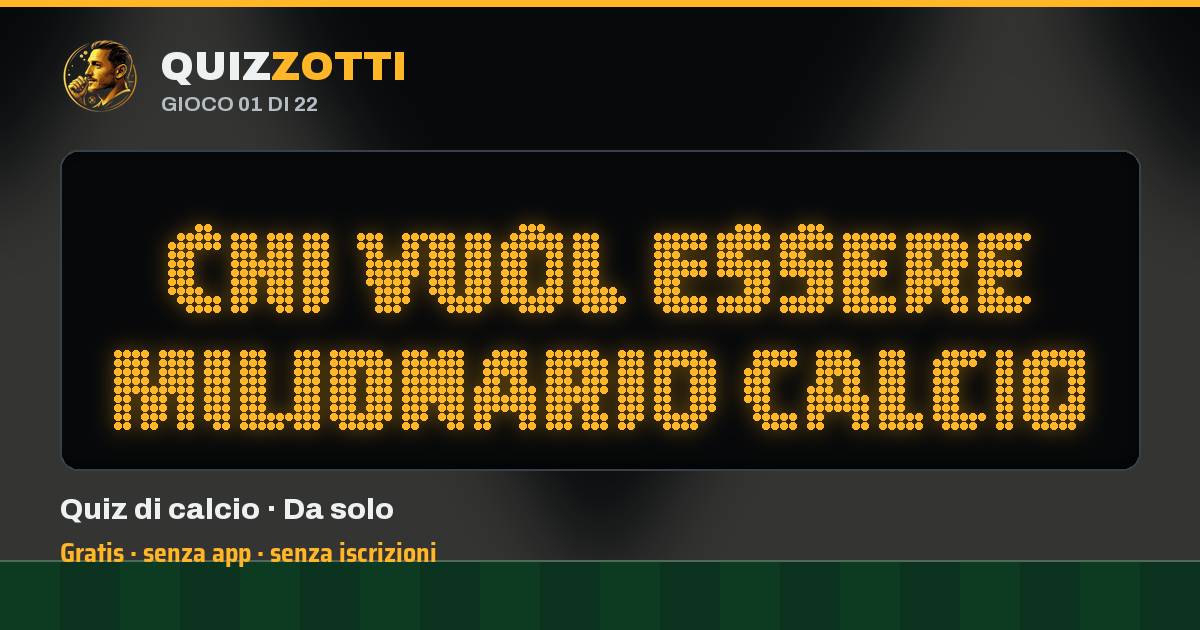 QUIZZOTTI
GIOCO 01 DI 22
CHI VUOL ESSERE
MILIONARIO CALCIO
Quiz di calcio · Da solo
Gratis · senza app · senza iscrizioni